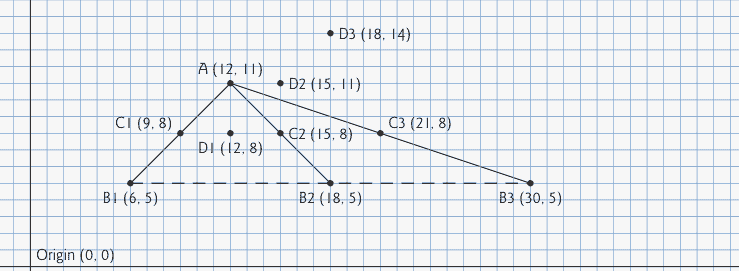 D3 (18, 14)
A (12, 11)
D2 (15, 11)
C1 (9, 8)
C2 (15, 8)
C3 (21, 8)
D1 (12, 8)
B1 (6, 5)
B2 (18, 5)
B3 (30, 5)
Origin (0, 0)